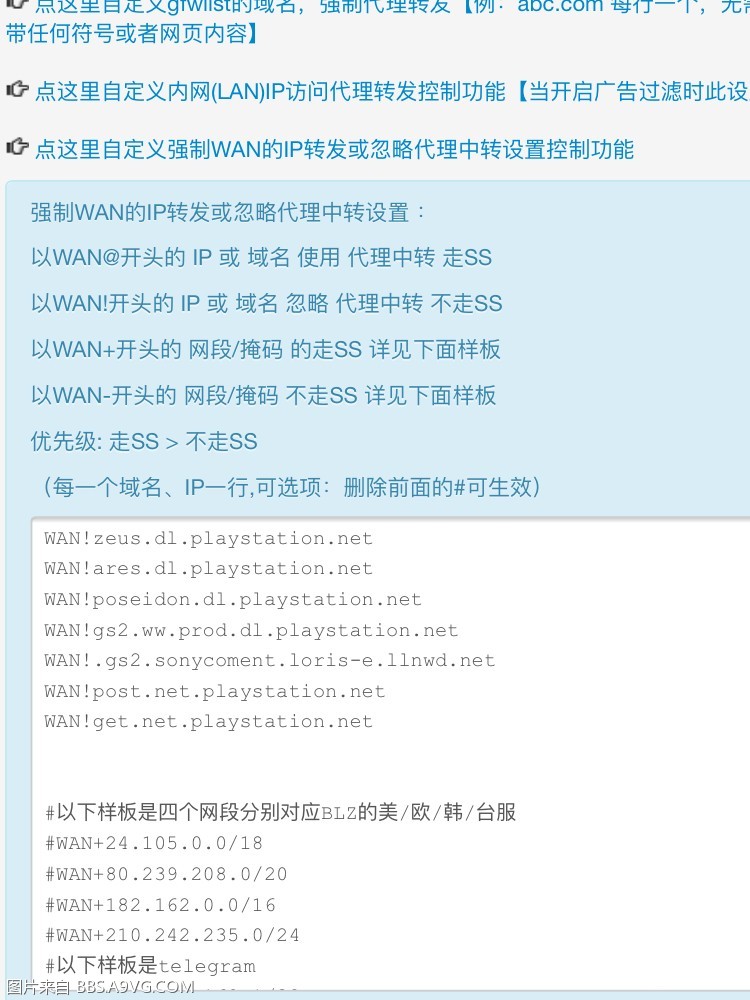 点这里自定义gfwlist的域名，强制代理转发【例：abc.com 每行一个，无需
带任何符号或者网页内容】
点这里自定义内网(LAN)IP访问代理转发控制功能【当开启广告过滤时此设
点这里自定义强制WAN的IP转发或忽略代理中转设置控制功能
强制WAN的IP转发或忽略代理中转设置：
以WAN@开头的 IP 或 域名 使用 代理中转 走SS
以WAN!开头的 IP 或 域名 忽略 代理中转 不走SS
以WAN+开头的 网段/掩码 的走SS 详见下面样板
以WAN-开头的 网段/掩码 不走SS 详见下面样板
优先级: 走SS > 不走SS
（每一个域名、IP一行,可选项：删除前面的#可生效）
WAN!zeus.dl.playstation.net
WAN!ares.dl.playstation.net
WAN!poseidon.dl.playstation.net
WAN!gs2.ww.prod.dl.playstation.net
WAN!.gs2.sonycoment.loris-e.llnwd.net
WAN!post.net.playstation.net
WAN!get.net.playstation.net
#以下样板是四个网段分别对应BLZ的美/欧/韩/台服
#WAN+24.105.0.0/18
#WAN+80.239.208.0/20
#WAN+182.162.0.0/16
#WAN+210.242.235.0/24
#以下样板是telegram
图片来自 BBS.A9VG.COM